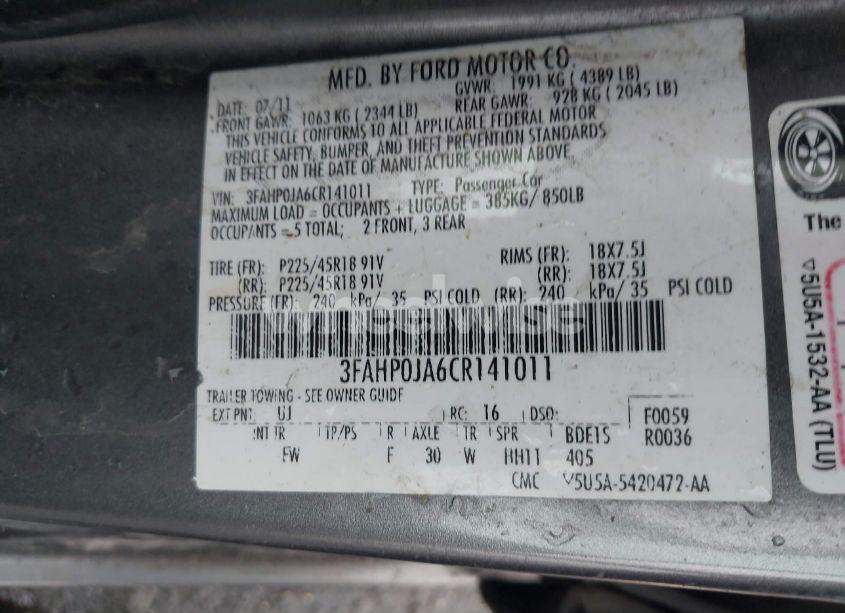 MFD. BY FORD MOTOR CO.
DATE: 07/11 GVWR: 1991 KG ( 4389 LB)
FRONT GAWR: 1063 KG ( 2344 LB) REAR GAWR: 928 KG ( 2045 LB)
THIS VEHICLE CONFORMS TO ALL APPLICABLE FEDERAL MOTOR
VEHICLE SAFETY, BUMPER, AND THEFT PREVENTION STANDARDS
IN EFFECT ON THE DATE OF MANUFACTURE SHOWN ABOVE.
VIN: 3FAHP0JA6CR141011 TYPE: Passenger Car
MAXIMUM LOAD = OCCUPANTS + LUGGAGE = 385KG/ 850LB
OCCUPANTS = 5 TOTAL; 2 FRONT, 3 REAR
TIRE (FR): P225/45R18 91V RIMS (FR): 18X7.5J
(RR): P225/45R18 91V (RR): 18X7.5J
PRESSURE (FR): 240 kPa/ 35 PSI COLD (RR): 240 kPa/ 35 PSI COLD
wheelwise
3FAHP0JA6CR141011
TRAILER TOWING - SEE OWNER GUIDE
EXT PNT: UJ RC: 16 DSO: F0059
INT TR TP/PS R AXLE TR SPR BDE15 R0036
FW F 30 W HH11 405
CMC V5U5A-5420472-AA
The
▽5U5A-1532-AA (TLU)